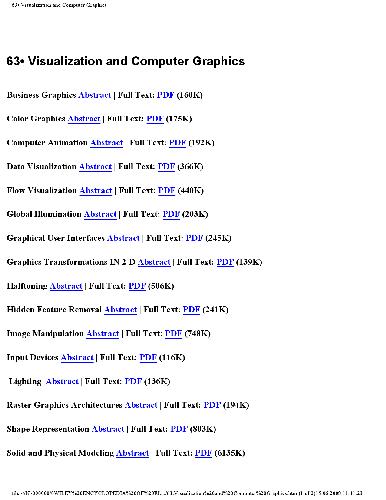 63• Visualization and Computer Graphics
63• Visualization and Computer Graphics
Business Graphics Abstract | Full Text: PDF (160K)
Color Graphics Abstract | Full Text: PDF (175K)
Computer Animation Abstract | Full Text: PDF (192K)
Data Visualization Abstract | Full Text: PDF (366K)
Flow Visualization Abstract | Full Text: PDF (440K)
Global Illumination Abstract | Full Text: PDF (203K)
Graphical User Interfaces Abstract | Full Text: PDF (245K)
Graphics Transformations IN 2 D Abstract | Full Text: PDF (139K)
Halftoning Abstract | Full Text: PDF (506K)
Hidden Feature Removal Abstract | Full Text: PDF (241K)
Image Manipulation Abstract | Full Text: PDF (748K)
Input Devices Abstract | Full Text: PDF (116K)
Lighting Abstract | Full Text: PDF (136K)
Raster Graphics Architectures Abstract | Full Text: PDF (191K)
Shape Representation Abstract | Full Text: PDF (803K)
Solid and Physical Modeling Abstract | Full Text: PDF (6135K)